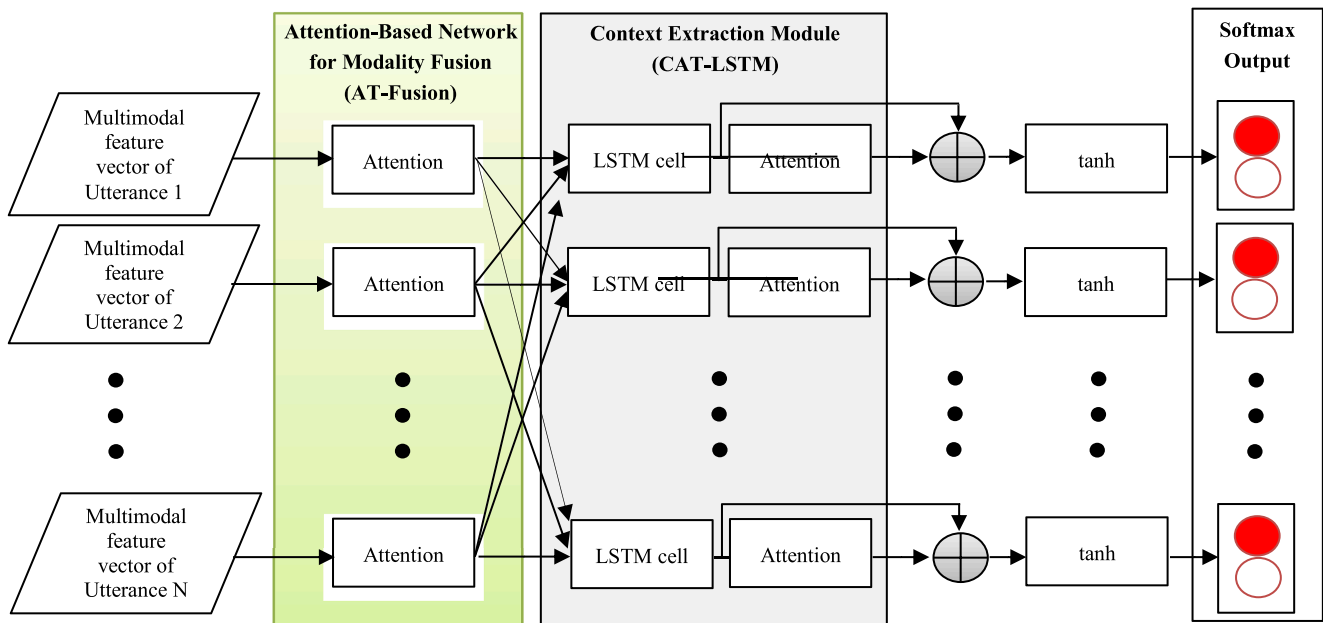 Attention-Based Network
for Modality Fusion
(AT-Fusion)
Context Extraction Module
(CAT-LSTM)
Softmax
Output
Multimodal
feature
vector of
Utterance 1
Attention
LSTM cell
Attention
tanh
Multimodal
feature
vector of
Utterance 2
Attention
LSTM cell
Attention
tanh
Multimodal
feature
vector of
Utterance N
Attention
LSTM cell
Attention
tanh